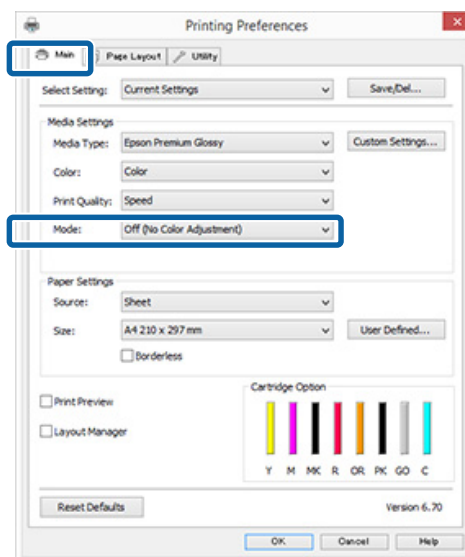 Printing Preferences
Main Page Layout Utility
Select Setting: Current Settings Save/Del...
Media Settings
Media Type: Epson Premium Glossy Custom Settings...
Color: Color
Print Quality: Speed
Mode: Off (No Color Adjustment)
Paper Settings
Source: Sheet
Size: A4 210 x 297 mm User Defined...
Borderless
Cartridge Option
Print Preview
Layout Manager
Y M MK R OR PK GO C
Reset Defaults Version 6.70
OK Cancel Help